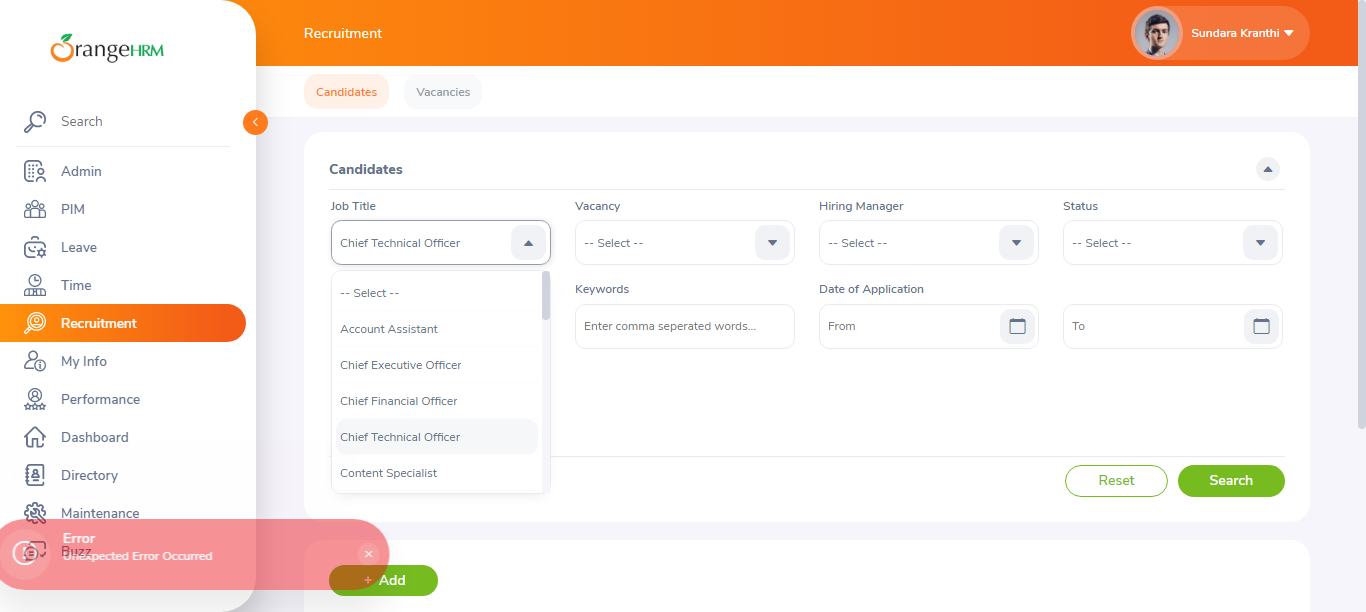 OrangeHRM
Search
Admin
PIM
Leave
Time
Recruitment
My Info
Performance
Dashboard
Directory
Maintenance
Buzz
Error
Unexpected Error Occurred
Recruitment
Sundara Kranthi
Candidates
Vacancies
Candidates
Job Title
Vacancy
Hiring Manager
Status
Chief Technical Officer
-- Select --
-- Select --
-- Select --
-- Select --
Account Assistant
Chief Executive Officer
Chief Financial Officer
Chief Technical Officer
Content Specialist
Keywords
Date of Application
Enter comma seperated words...
From
To
Reset
Search
+ Add